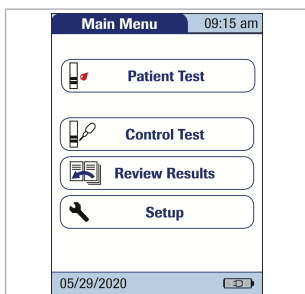 Main Menu 09:15 am
Patient Test
Control Test
Review Results
Setup
05/29/2020